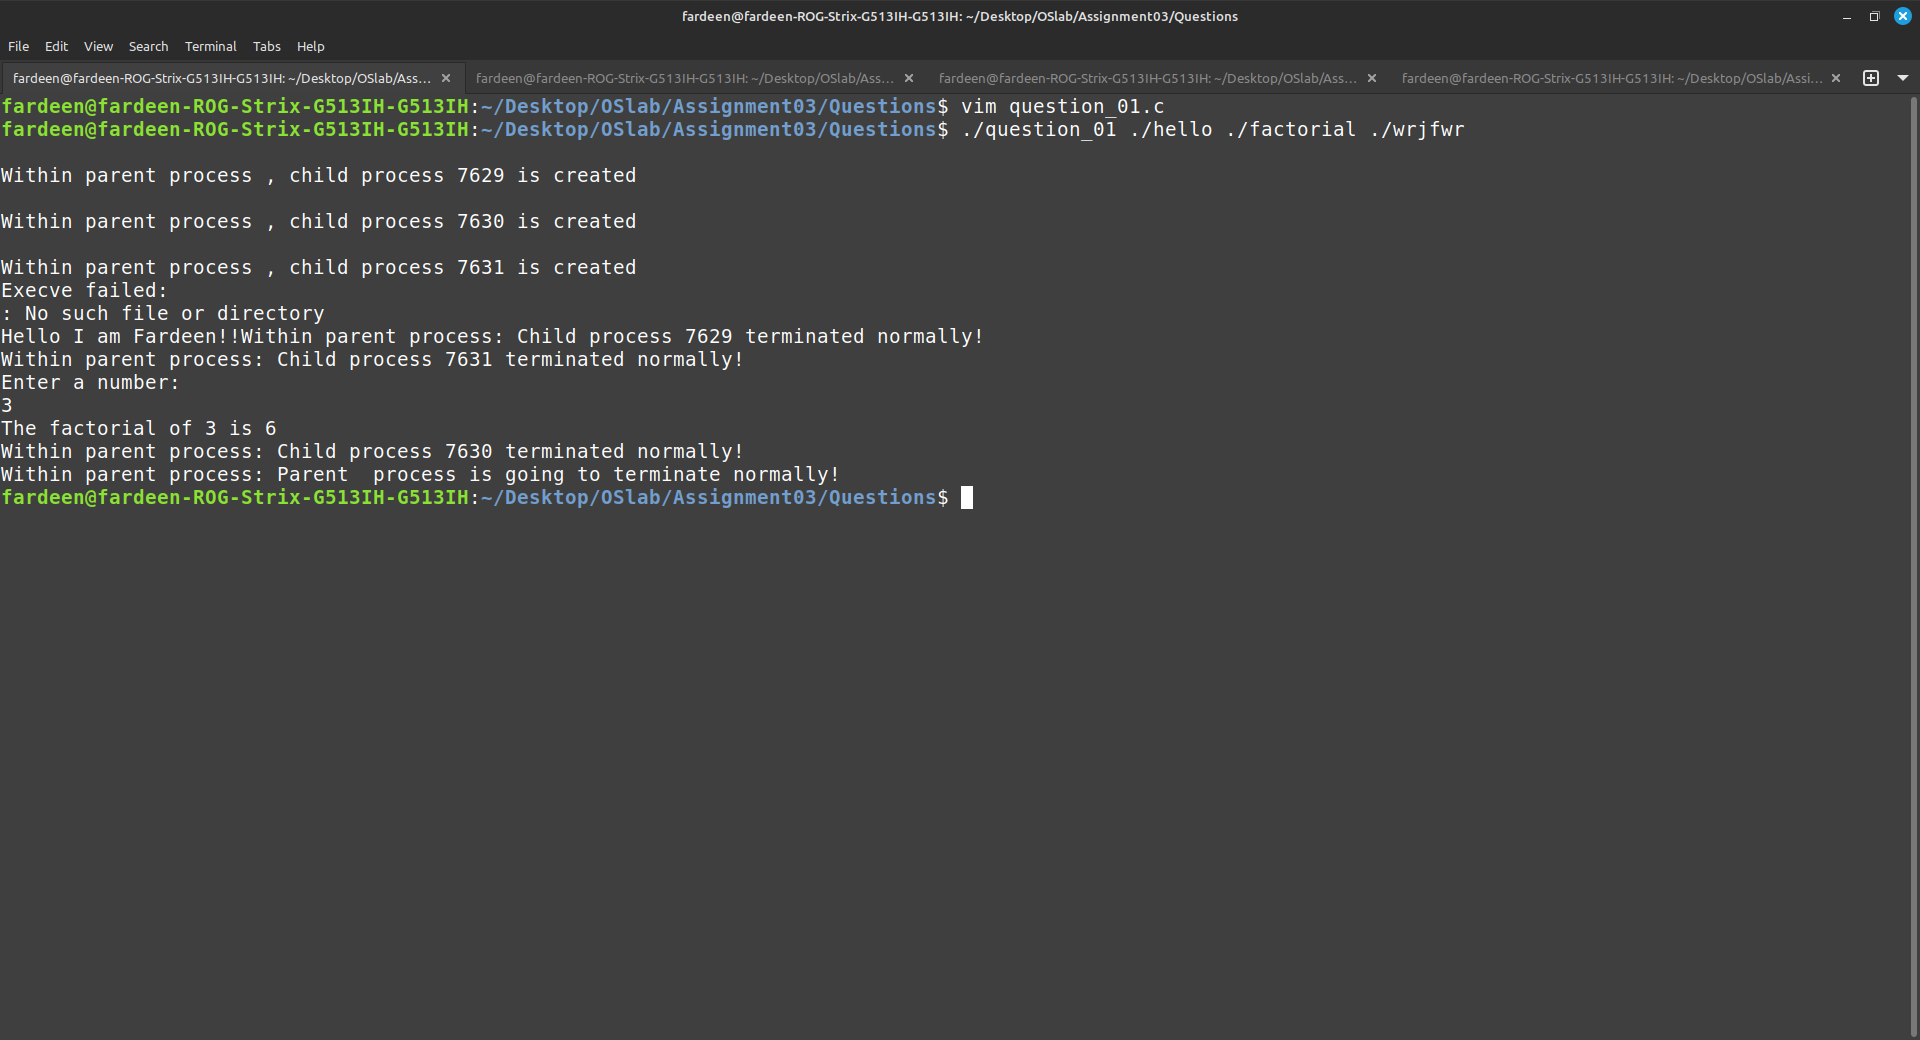 fardeen@fardeen-ROG-Strix-G513IH-G513IH: ~/Desktop/OSlab/Assignment03/Questions
File Edit View Search Terminal Tabs Help
fardeen@fardeen-ROG-Strix-G513IH-G513IH: ~/Desktop/OSlab/Ass... fardeen@fardeen-ROG-Strix-G513IH-G513IH: ~/Desktop/OSlab/Ass... fardeen@fardeen-ROG-Strix-G513IH-G513IH: ~/Desktop/OSlab/Ass... fardeen@fardeen-ROG-Strix-G513IH-G513IH: ~/Desktop/OSlab/Assi...
fardeen@fardeen-ROG-Strix-G513IH-G513IH:~/Desktop/OSlab/Assignment03/Questions$ vim question_01.c
fardeen@fardeen-ROG-Strix-G513IH-G513IH:~/Desktop/OSlab/Assignment03/Questions$ ./question_01 ./hello ./factorial ./wrjfwr
Within parent process , child process 7629 is created
Within parent process , child process 7630 is created
Within parent process , child process 7631 is created
Execve failed:
: No such file or directory
Hello I am Fardeen!!Within parent process: Child process 7629 terminated normally!
Within parent process: Child process 7631 terminated normally!
Enter a number:
3
The factorial of 3 is 6
Within parent process: Child process 7630 terminated normally!
Within parent process: Parent  process is going to terminate normally!
fardeen@fardeen-ROG-Strix-G513IH-G513IH:~/Desktop/OSlab/Assignment03/Questions$